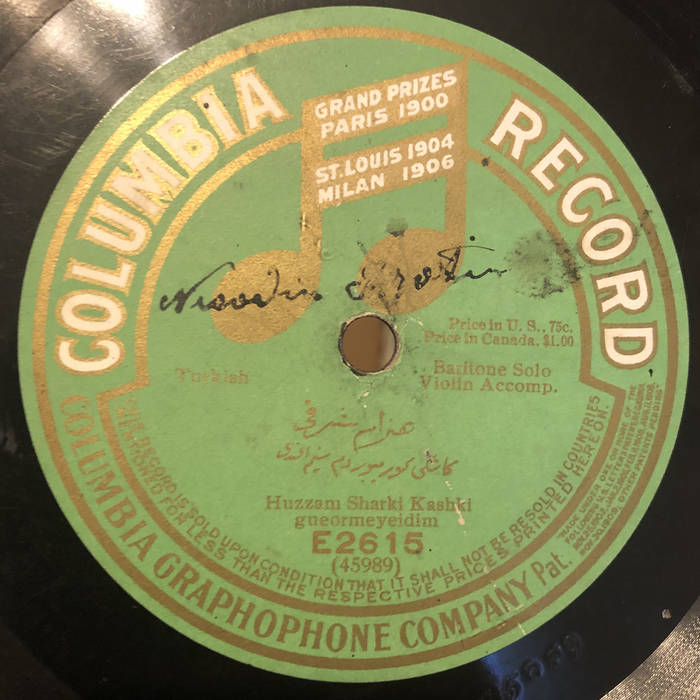 COLUMBIA RECORD
GRAND PRIZES
PARIS 1900
ST. LOUIS 1904
MILAN 1906
Price in U. S., 75c.
Price in Canada, $1.00
Turkish
Baritone Solo
Violin Accomp.
هزام شرقی
Huzzam Sharki Kashki
gueormeyeidim
E2615
(45989)
THIS RECORD IS SOLD UPON CONDITION THAT IT SHALL NOT BE RESOLD IN COUNTRIES
FOR LESS THAN THE RESPECTIVE PRICES PRINTED HEREON.
COLUMBIA GRAPHOPHONE COMPANY Pat.